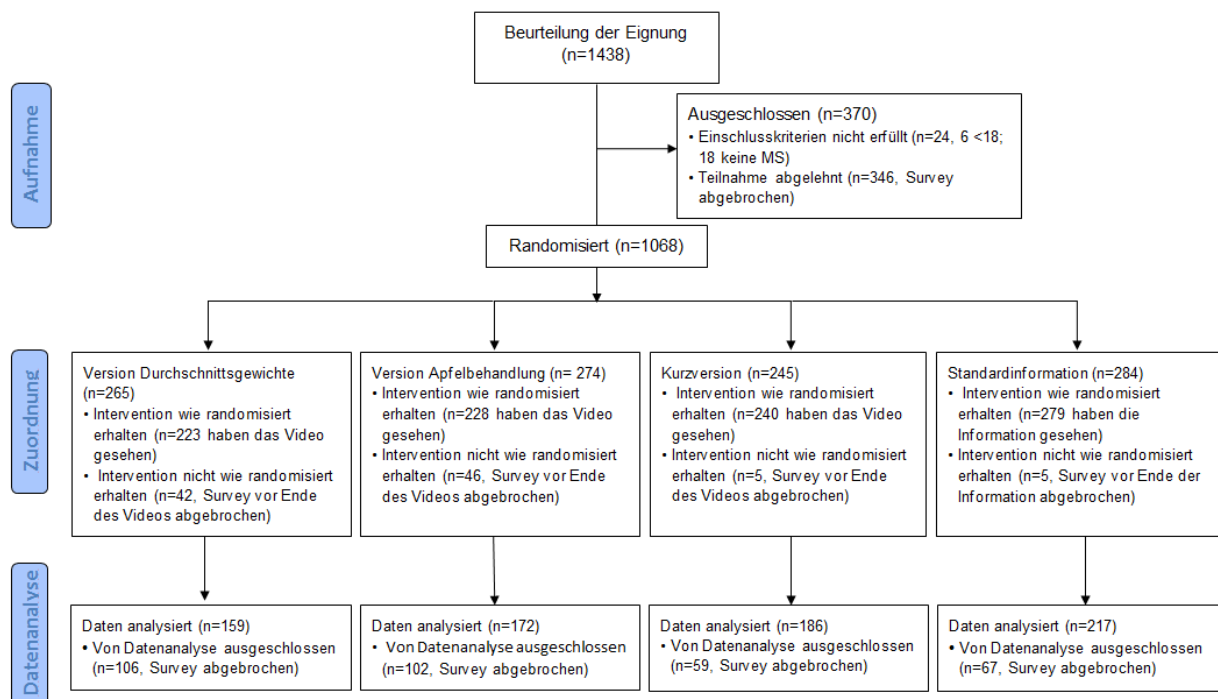 Beurteilung der Eignung
(n=1438)
Aufnahme
Ausgeschlossen (n=370)
• Einschlusskriterien nicht erfüllt (n=24, 6 <18;
18 keine MS)
• Teilnahme abgelehnt (n=346, Survey
abgebrochen)
Randomisiert (n=1068)
Zuordnung
Version Durchschnittsgewichte
(n=265)
• Intervention wie randomisiert
erhalten (n=223 haben das Video
gesehen)
• Intervention nicht wie randomisiert
erhalten (n=42, Survey vor Ende
des Videos abgebrochen)
Version Apfelbehandlung (n= 274)
• Intervention wie randomisiert
erhalten (n=228 haben das Video
gesehen)
• Intervention nicht wie randomisiert
erhalten (n=46, Survey vor Ende
des Videos abgebrochen)
Kurzversion (n=245)
• Intervention wie randomisiert
erhalten (n=240 haben das Video
gesehen)
• Intervention nicht wie randomisiert
erhalten (n=5, Survey vor Ende
des Videos abgebrochen)
Standardinformation (n=284)
• Intervention wie randomisiert
erhalten (n=279 haben die
Information gesehen)
• Intervention nicht wie randomisiert
erhalten (n=5, Survey vor Ende der
Information abgebrochen)
Datenanalyse
Daten analysiert (n=159)
• Von Datenanalyse ausgeschlossen
(n=106, Survey abgebrochen)
Daten analysiert (n=172)
• Von Datenanalyse ausgeschlossen
(n=102, Survey abgebrochen)
Daten analysiert (n=186)
• Von Datenanalyse ausgeschlossen
(n=59, Survey abgebrochen)
Daten analysiert (n=217)
• Von Datenanalyse ausgeschlossen
(n=67, Survey abgebrochen)